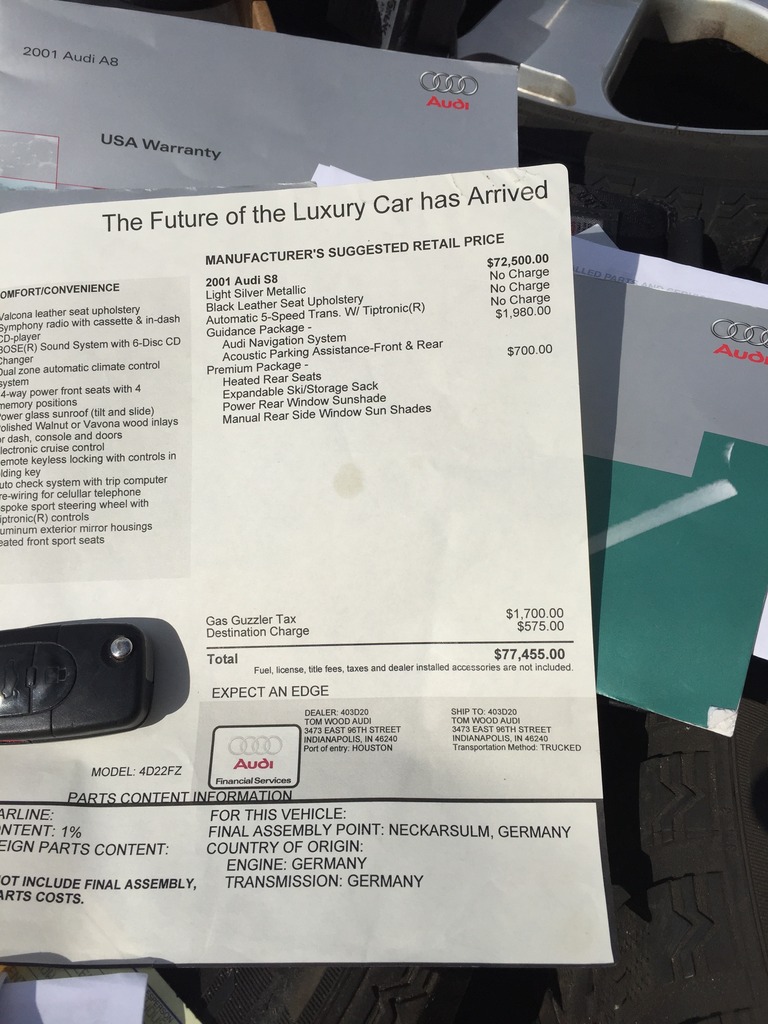 2001 Audi A8
Audi
USA Warranty
The Future of the Luxury Car has Arrived
MANUFACTURER'S SUGGESTED RETAIL PRICE
2001 Audi S8 $72,500.00
Light Silver Metallic No Charge
Black Leather Seat Upholstery No Charge
Automatic 5-Speed Trans. W/ Tiptronic(R) No Charge
Guidance Package - $1,980.00
Audi Navigation System
Acoustic Parking Assistance-Front & Rear
Premium Package - $700.00
Heated Rear Seats
Expandable Ski/Storage Sack
Power Rear Window Sunshade
Manual Rear Side Window Sun Shades
OMFORT/CONVENIENCE
Valcona leather seat upholstery
Symphony radio with cassette & in-dash
CD-player
BOSE(R) Sound System with 6-Disc CD
Changer
Dual zone automatic climate control
system
4-way power front seats with 4
memory positions
Power glass sunroof (tilt and slide)
Polished Walnut or Vavona wood inlays
or dash, console and doors
lectronic cruise control
emote keyless locking with controls in
lding key
uto check system with trip computer
re-wiring for celullar telephone
-spoke sport steering wheel with
iptronic(R) controls
uminum exterior mirror housings
eated front sport seats
Gas Guzzler Tax $1,700.00
Destination Charge $575.00
Total $77,455.00
Fuel, license, title fees, taxes and dealer installed accessories are not included.
EXPECT AN EDGE
Audi
Financial Services
DEALER: 403D20
TOM WOOD AUDI
3473 EAST 96TH STREET
INDIANAPOLIS, IN 46240
Port of entry: HOUSTON
SHIP TO: 403D20
TOM WOOD AUDI
3473 EAST 96TH STREET
INDIANAPOLIS, IN 46240
Transportation Method: TRUCKED
MODEL: 4D22FZ
PARTS CONTENT INFORMATION
ARLINE:
NTENT: 1%
EIGN PARTS CONTENT:
OT INCLUDE FINAL ASSEMBLY,
ARTS COSTS.
FOR THIS VEHICLE:
FINAL ASSEMBLY POINT: NECKARSULM, GERMANY
COUNTRY OF ORIGIN:
ENGINE: GERMANY
TRANSMISSION: GERMANY
Audi